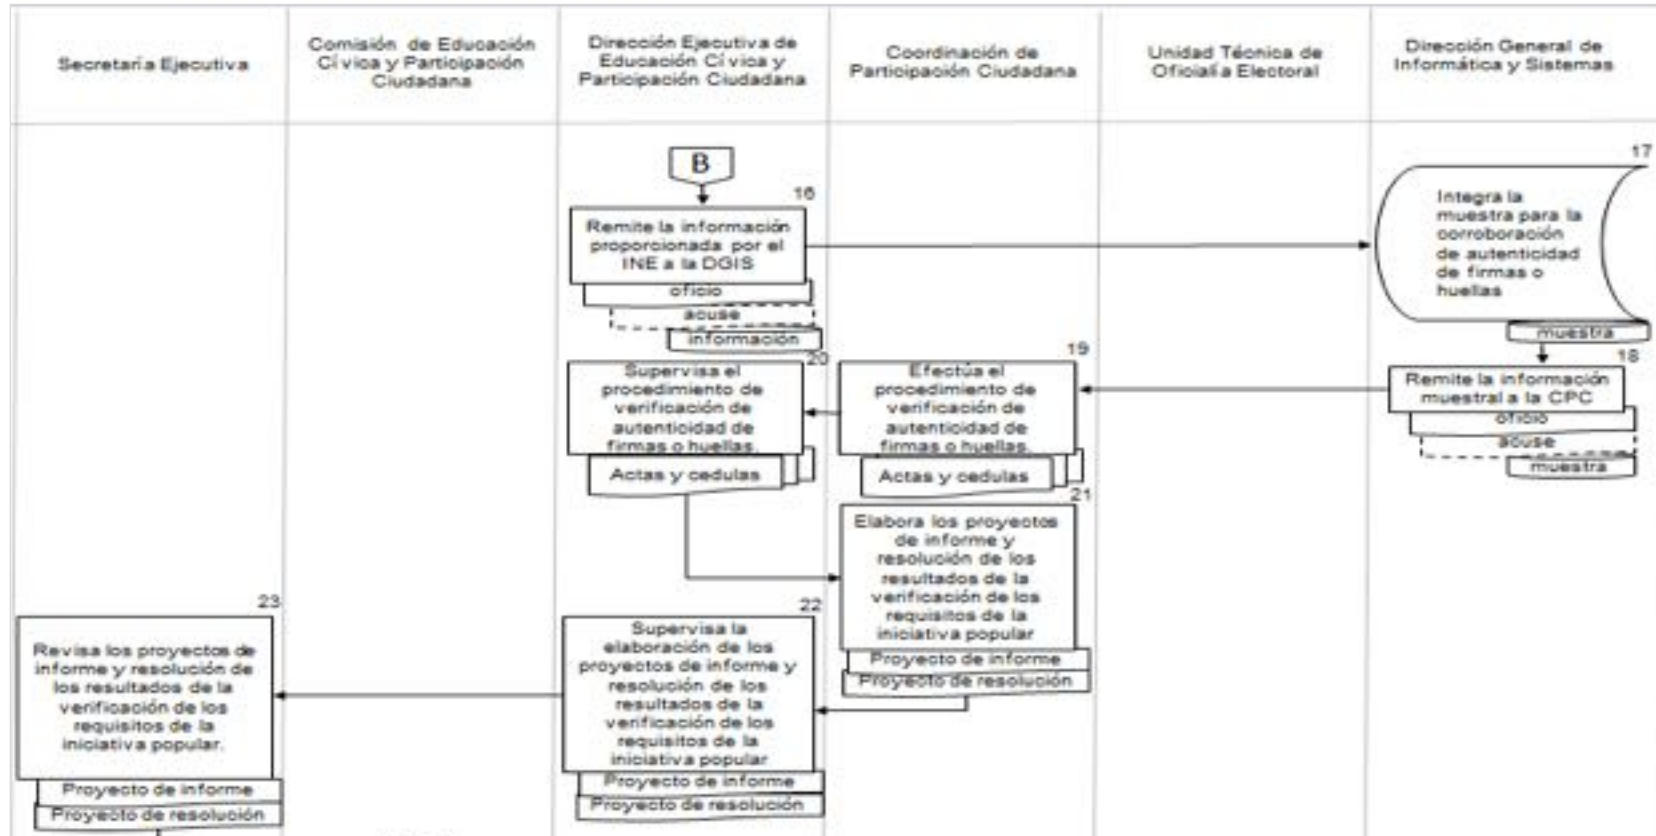 Secretaría Ejecutiva
Comisión de Educación
Cívica y Participación
Ciudadana
Dirección Ejecutiva de
Educación Cívica y
Participación Ciudadana
Coordinación de
Participación Ciudadana
Unidad Técnica de
Oficialía Electoral
Dirección General de
Informática y Sistemas
B
16
Remite la información
proporcionada por el
INE a la DGIS
oficio
acuse
información
17
Integra la
muestra para la
corroboración
de autenticidad
de firmas o
huellas
muestra
18
Remite la información
muestral a la CPC
oficio
acuse
muestra
19
Efectúa el
procedimiento de
verificación de
autenticidad de
firmas o huellas.
Actas y cedulas
20
Supervisa el
procedimiento de
verificación de
autenticidad de
firmas o huellas.
Actas y cedulas
21
Elabora los proyectos
de informe y
resolución de los
resultados de la
verificación de los
requisitos de la
iniciativa popular
Proyecto de informe
Proyecto de resolución
22
Supervisa la
elaboración de los
proyectos de informe y
resolución de los
resultados de la
verificación de los
requisitos de la
iniciativa popular
Proyecto de informe
Proyecto de resolución
23
Revisa los proyectos de
informe y resolución de
los resultados de la
verificación de los
requisitos de la
iniciativa popular.
Proyecto de informe
Proyecto de resolución